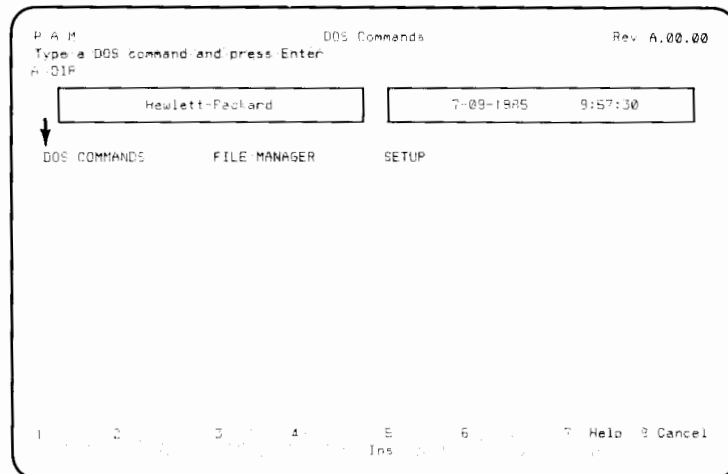 P A M DOS Commands Rev A.00.00
Type a DOS command and press Enter
A DIR
Hewlett-Packard 7-09-1985 9:57:30
DOS COMMANDS FILE MANAGER SETUP
1 2 3 4 5 6 7 Help 8 Cancel
Ins